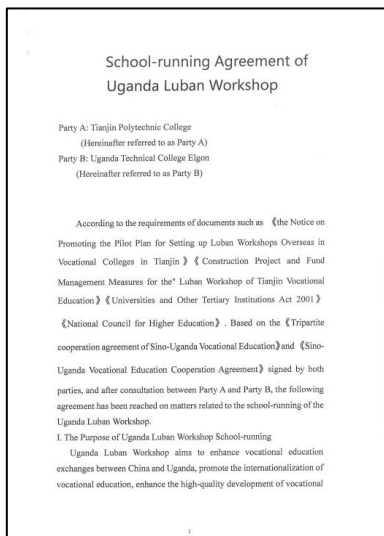 School-running Agreement of
Uganda Luban Workshop
Party A: Tianjin Polytechnic College
(Hereinafter referred to as Party A)
Party B: Uganda Technical College Elgon
(Hereinafter referred to as Party B)
According to the requirements of documents such as 《the Notice on
Promoting the Pilot Plan for Setting up Luban Workshops Overseas in
Vocational Colleges in Tianjin》《Construction Project and Fund
Management Measures for the" Luban Workshop of Tianjin Vocational
Education》《Universities and Other Tertiary Institutions Act 2001》
《National Council for Higher Education》. Based on the《Tripartite
cooperation agreement of Sino-Uganda Vocational Education》and 《Sino-
Uganda Vocational Education Cooperation Agreement》 signed by both
parties, and after consultation between Party A and Party B, the following
agreement has been reached on matters related to the school-running of the
Uganda Luban Workshop.
I. The Purpose of Uganda Luban Workshop School-running
Uganda Luban Workshop aims to enhance vocational education
exchanges between China and Uganda, promote the internationalization of
vocational education, enhance the high-quality development of vocational
1